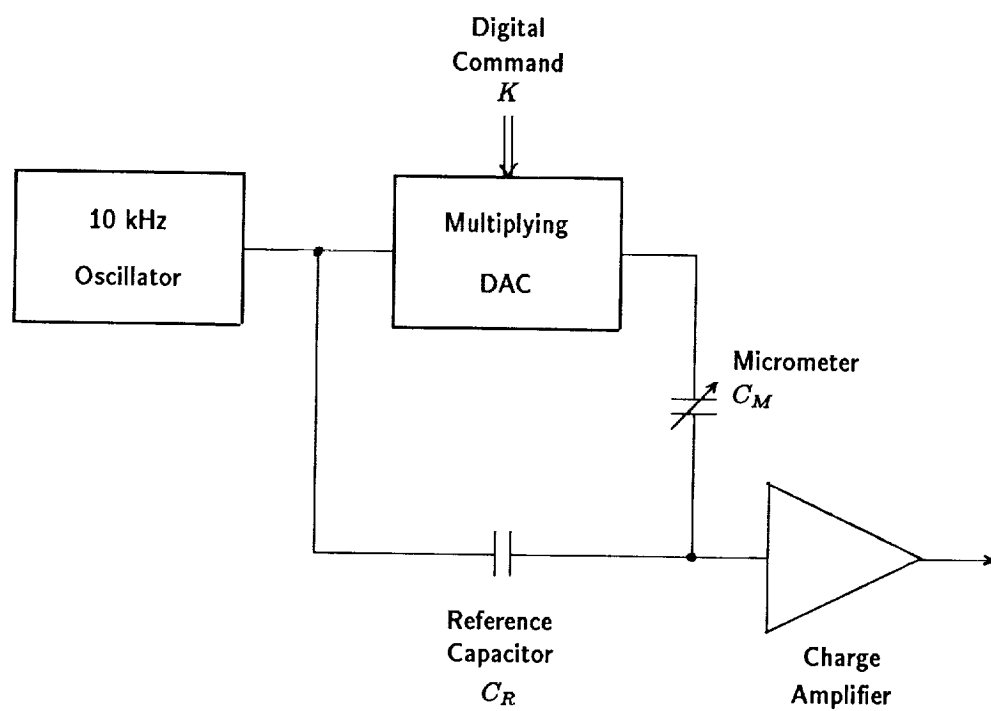 Digital
Command
K
10 kHz
Oscillator
Multiplying
DAC
Micrometer
C_M
Reference
Capacitor
C_R
Charge
Amplifier